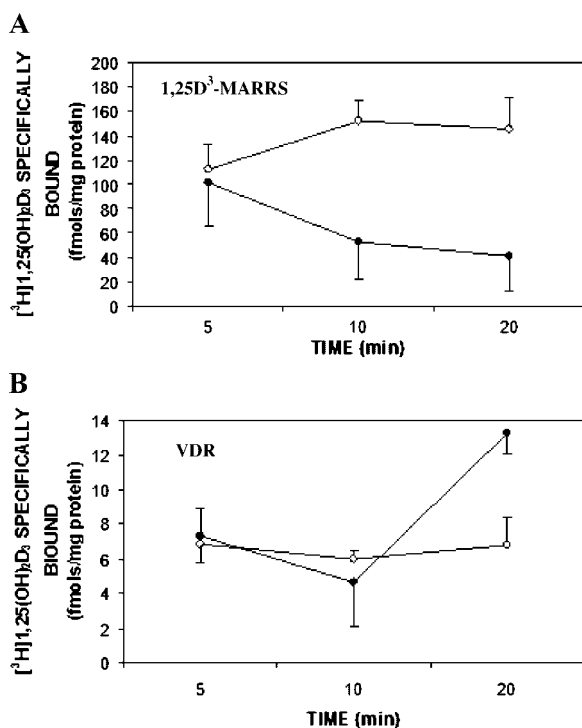 A
[³H]1,25(OH)₂D₃ SPECIFICALLY
BOUND
(fmols/mg protein)
200
180
160
140
120
100
80
60
40
20
0
1,25D³-MARRS
5
10
20
TIME (min)
B
[³H]1,25(OH)₂D₃ SPECIFICALLY
BIOUND
(fmols/mg protein)
14
12
10
8
6
4
2
0
VDR
5
10
20
TIME (min)